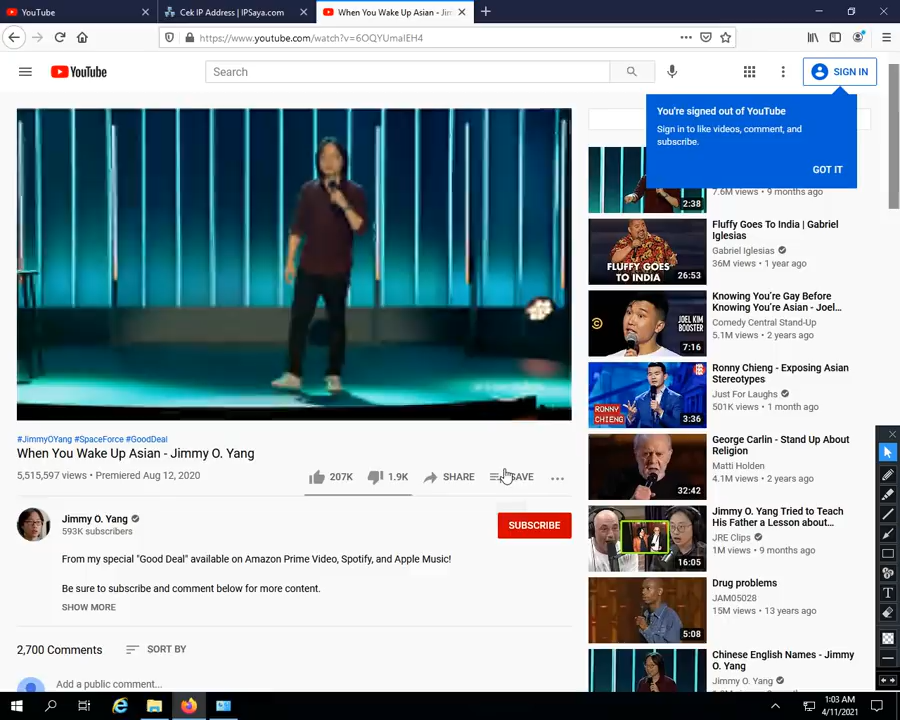 YouTube
Cek IP Address | IPSaya.com
When You Wake Up Asian - Jim
https://www.youtube.com/watch?v=6OQYUmalEH4
YouTube
Search
SIGN IN
You're signed out of YouTube
Sign in to like videos, comment, and
subscribe.
GOT IT
7.6M views • 9 months ago
2:38
Fluffy Goes To India | Gabriel
Iglesias
Gabriel Iglesias
36M views • 1 year ago
FLUFFY GOES
TO INDIA
26:53
Knowing You're Gay Before
Knowing You're Asian - Joel...
Comedy Central Stand-Up
5.1M views • 2 years ago
JOEL KIM
BOOSTER
7:16
Ronny Chieng - Exposing Asian
Stereotypes
Just For Laughs
501K views • 1 month ago
RONNY
CHIENG
3:36
#JimmyOYang #SpaceForce #GoodDeal
When You Wake Up Asian - Jimmy O. Yang
5,515,597 views • Premiered Aug 12, 2020
207K
1.9K
SHARE
SAVE
George Carlin - Stand Up About
Religion
Matti Holden
4.1M views • 2 years ago
32:42
Jimmy O. Yang
593K subscribers
SUBSCRIBE
From my special "Good Deal" available on Amazon Prime Video, Spotify, and Apple Music!
Be sure to subscribe and comment below for more content.
SHOW MORE
Jimmy O. Yang Tried to Teach
His Father a Lesson about...
JRE Clips
1M views • 9 months ago
16:05
Drug problems
JAM05028
15M views • 13 years ago
5:08
2,700 Comments
SORT BY
Add a public comment...
Chinese English Names - Jimmy
O. Yang
Jimmy O. Yang
T
1:03 AM
4/11/2021